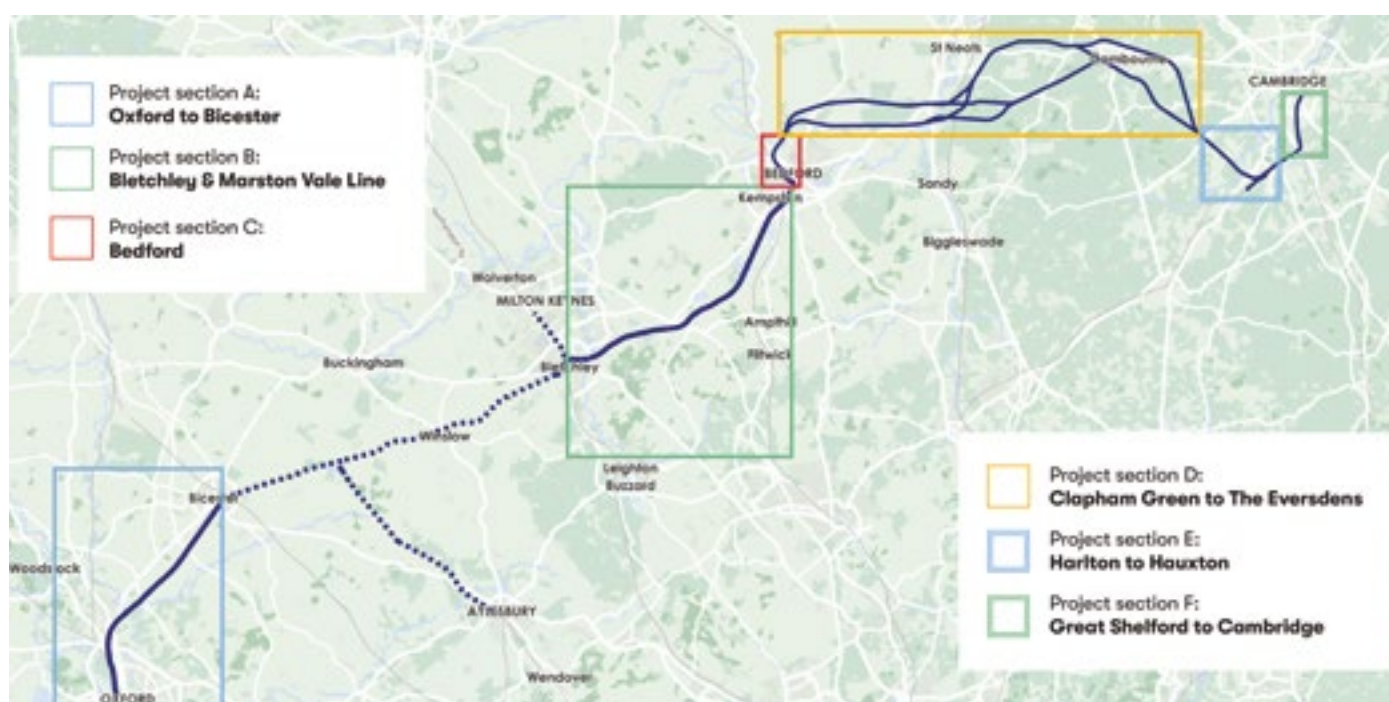 Project section A:
Oxford to Bicester
Project section B:
Bletchley & Marston Vale Line
Project section C:
Bedford
St Neots
Cambourne
CAMBRIDGE
BEDFORD
Kempston
Sandy
Biggleswade
Wolverton
MILTON KEYNES
Ampthill
Flitwick
Buckingham
Bletchley
Winslow
Leighton
Buzzard
Bicester
Woodstock
AYLESBURY
Wendover
OXFORD
Project section D:
Clapham Green to The Eversdens
Project section E:
Harlton to Hauxton
Project section F:
Great Shelford to Cambridge